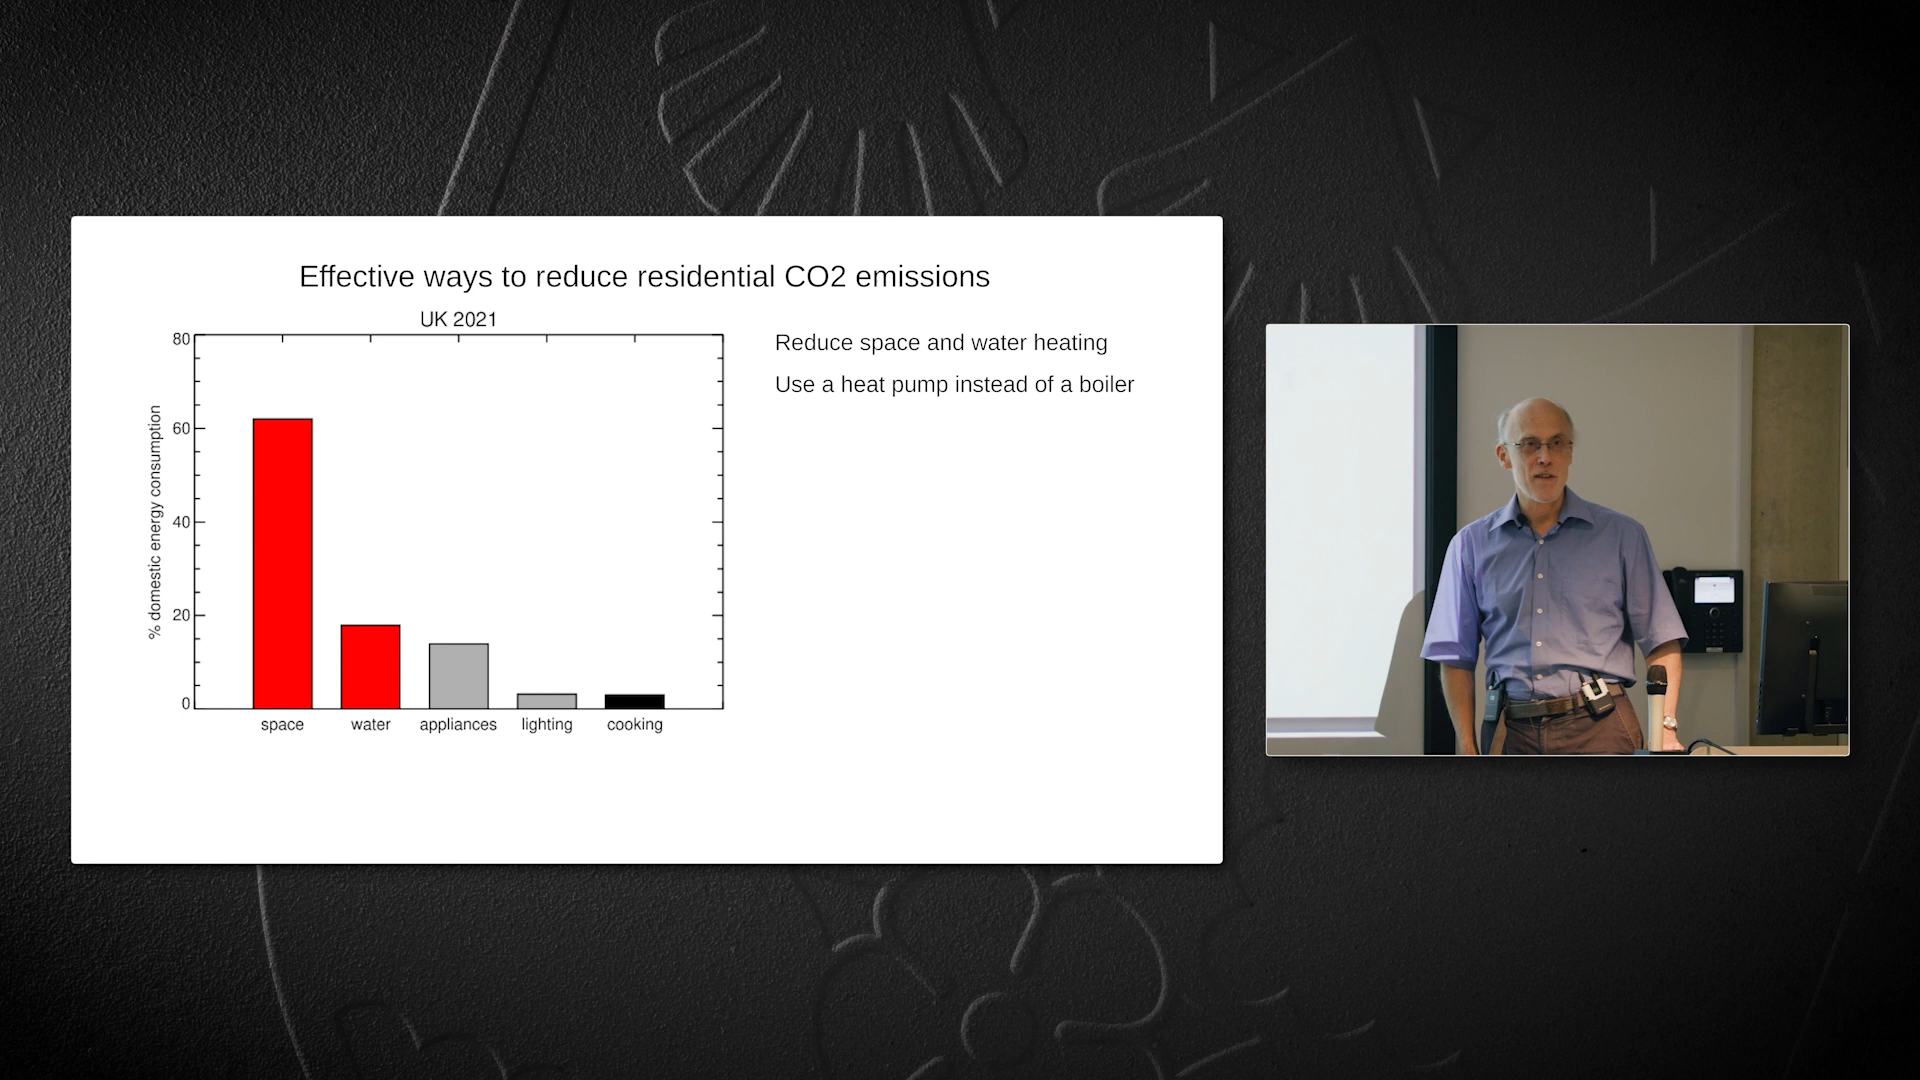 Effective ways to reduce residential CO2 emissions
UK 2021
80
60
40
20
0
% domestic energy consumption
space
water
appliances
lighting
cooking
Reduce space and water heating
Use a heat pump instead of a boiler